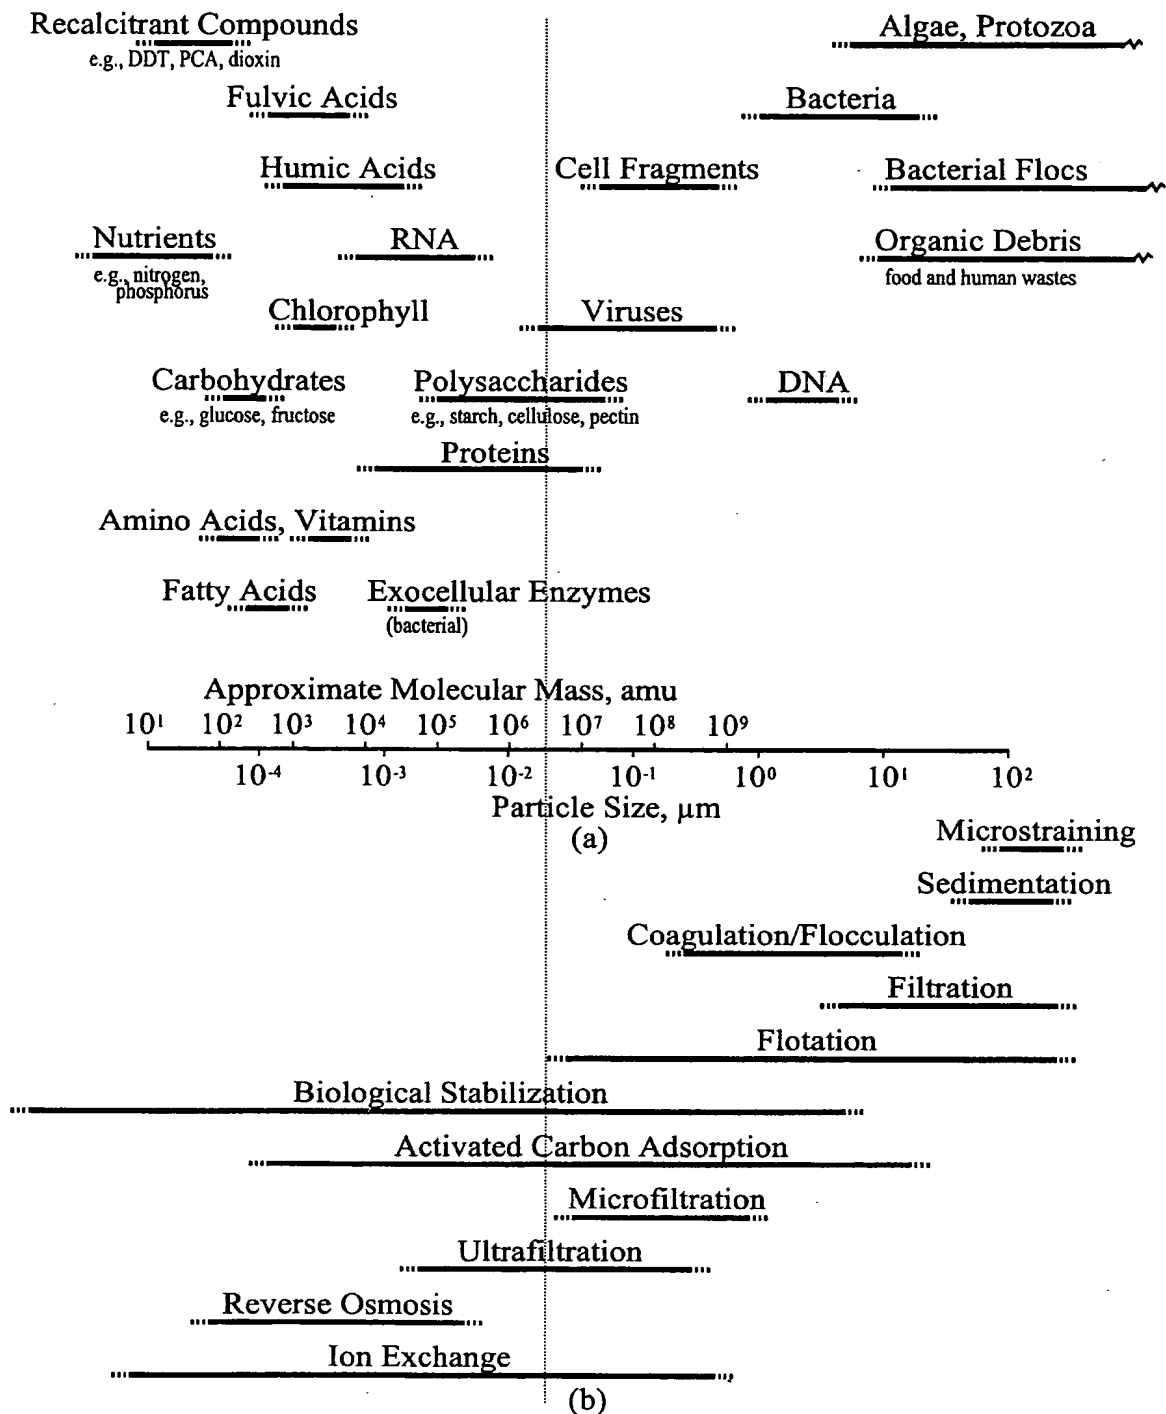 Recalcitrant Compounds
e.g., DDT, PCA, dioxin
Algae, Protozoa
Fulvic Acids
Bacteria
Humic Acids
Cell Fragments
Bacterial Flocs
Nutrients
e.g., nitrogen,
phosphorus
RNA
Organic Debris
food and human wastes
Chlorophyll
Viruses
Carbohydrates
e.g., glucose, fructose
Polysaccharides
e.g., starch, cellulose, pectin
DNA
Proteins
Amino Acids, Vitamins
Fatty Acids
Exocellular Enzymes
(bacterial)
Approximate Molecular Mass, amu
10¹ 10² 10³ 10⁴ 10⁵ 10⁶ 10⁷ 10⁸ 10⁹
10⁻⁴ 10⁻³ 10⁻² 10⁻¹ 10⁰ 10¹ 10²
Particle Size, µm
(a)
Microstraining
Sedimentation
Coagulation/Flocculation
Filtration
Flotation
Biological Stabilization
Activated Carbon Adsorption
Microfiltration
Ultrafiltration
Reverse Osmosis
Ion Exchange
(b)